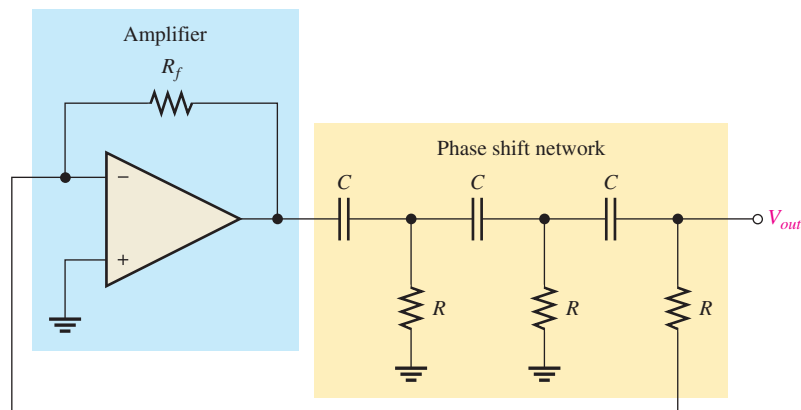 Amplifier
R_f
−
+
Phase shift network
C C C
V_out
R R R